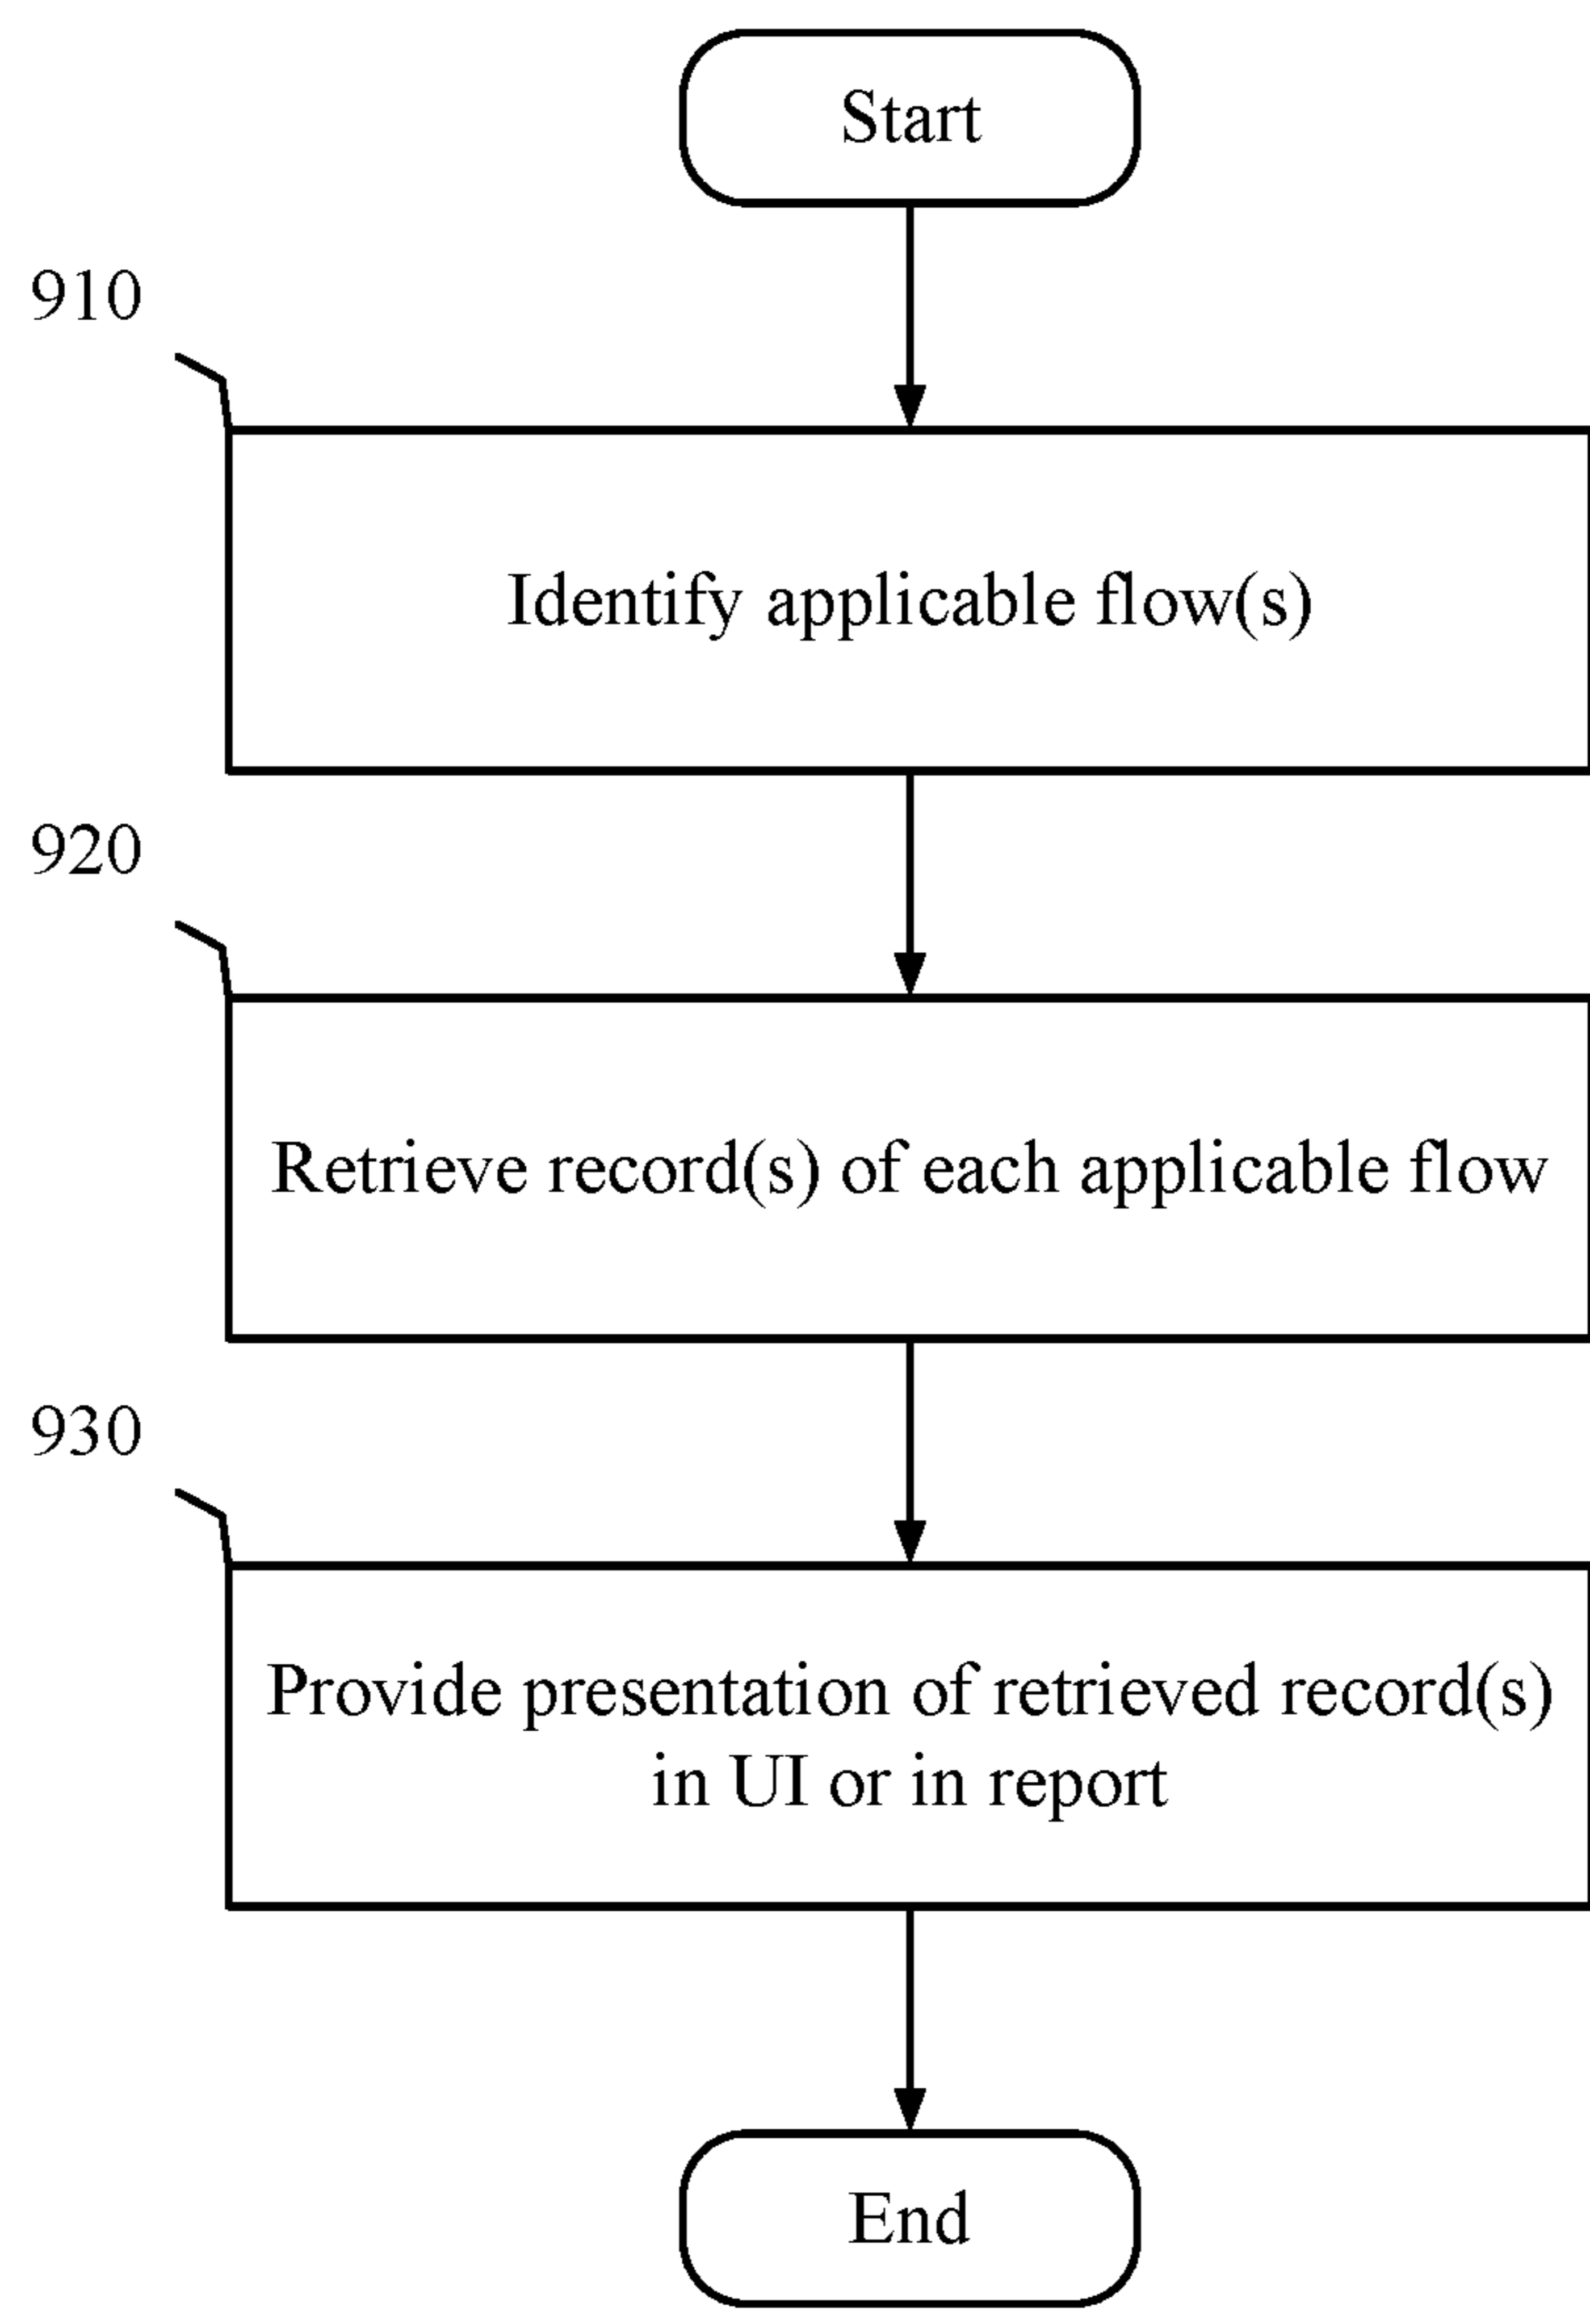 Start
910
Identify applicable flow(s)
920
Retrieve record(s) of each applicable flow
930
Provide presentation of retrieved record(s)
in UI or in report
End